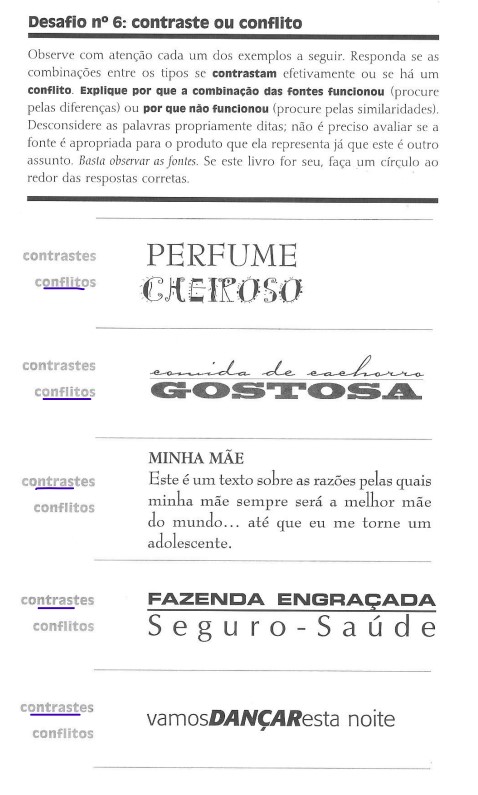 Desafio nº 6: contraste ou conflito
Observe com atenção cada um dos exemplos a seguir. Responda se as
combinações entre os tipos se contrastam efetivamente ou se há um
conflito. Explique por que a combinação das fontes funcionou (procure
pelas diferenças) ou por que não funcionou (procure pelas similaridades).
Desconsidere as palavras propriamente ditas; não é preciso avaliar se a
fonte é apropriada para o produto que ela representa já que este é outro
assunto. Basta observar as fontes. Se este livro for seu, faça um círculo ao
redor das respostas corretas.
contrastes
conflitos
PERFUME
CHEIROSO
contrastes
conflitos
comida de cachorro
GOSTOSA
contrastes
conflitos
MINHA MÃE
Este é um texto sobre as razões pelas quais
minha mãe sempre será a melhor mãe
do mundo... até que eu me torne um
adolescente.
contrastes
conflitos
FAZENDA ENGRAÇADA
Seguro-Saúde
contrastes
conflitos
vamosDANÇAResta noite